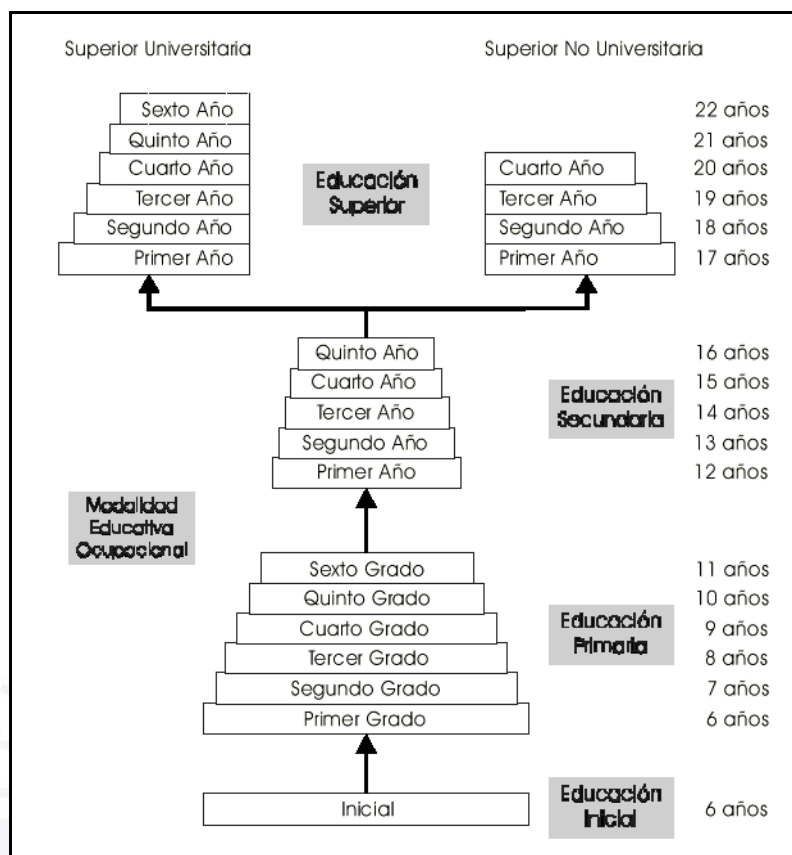 Superior Universitaria
Superior No Universitaria
Sexto Año
22 años
Quinto Año
21 años
Cuarto Año
Cuarto Año
20 años
Educación
Superior
Tercer Año
Tercer Año
19 años
Segundo Año
Segundo Año
18 años
Primer Año
Primer Año
17 años
Quinto Año
16 años
Cuarto Año
15 años
Educación
Secundaria
Tercer Año
14 años
Segundo Año
13 años
Primer Año
12 años
Modalidad
Educativa
Ocupacional
Sexto Grado
11 años
Quinto Grado
10 años
Cuarto Grado
9 años
Educación
Primaria
Tercer Grado
8 años
Segundo Grado
7 años
Primer Grado
6 años
Inicial
Educación
Inicial
6 años